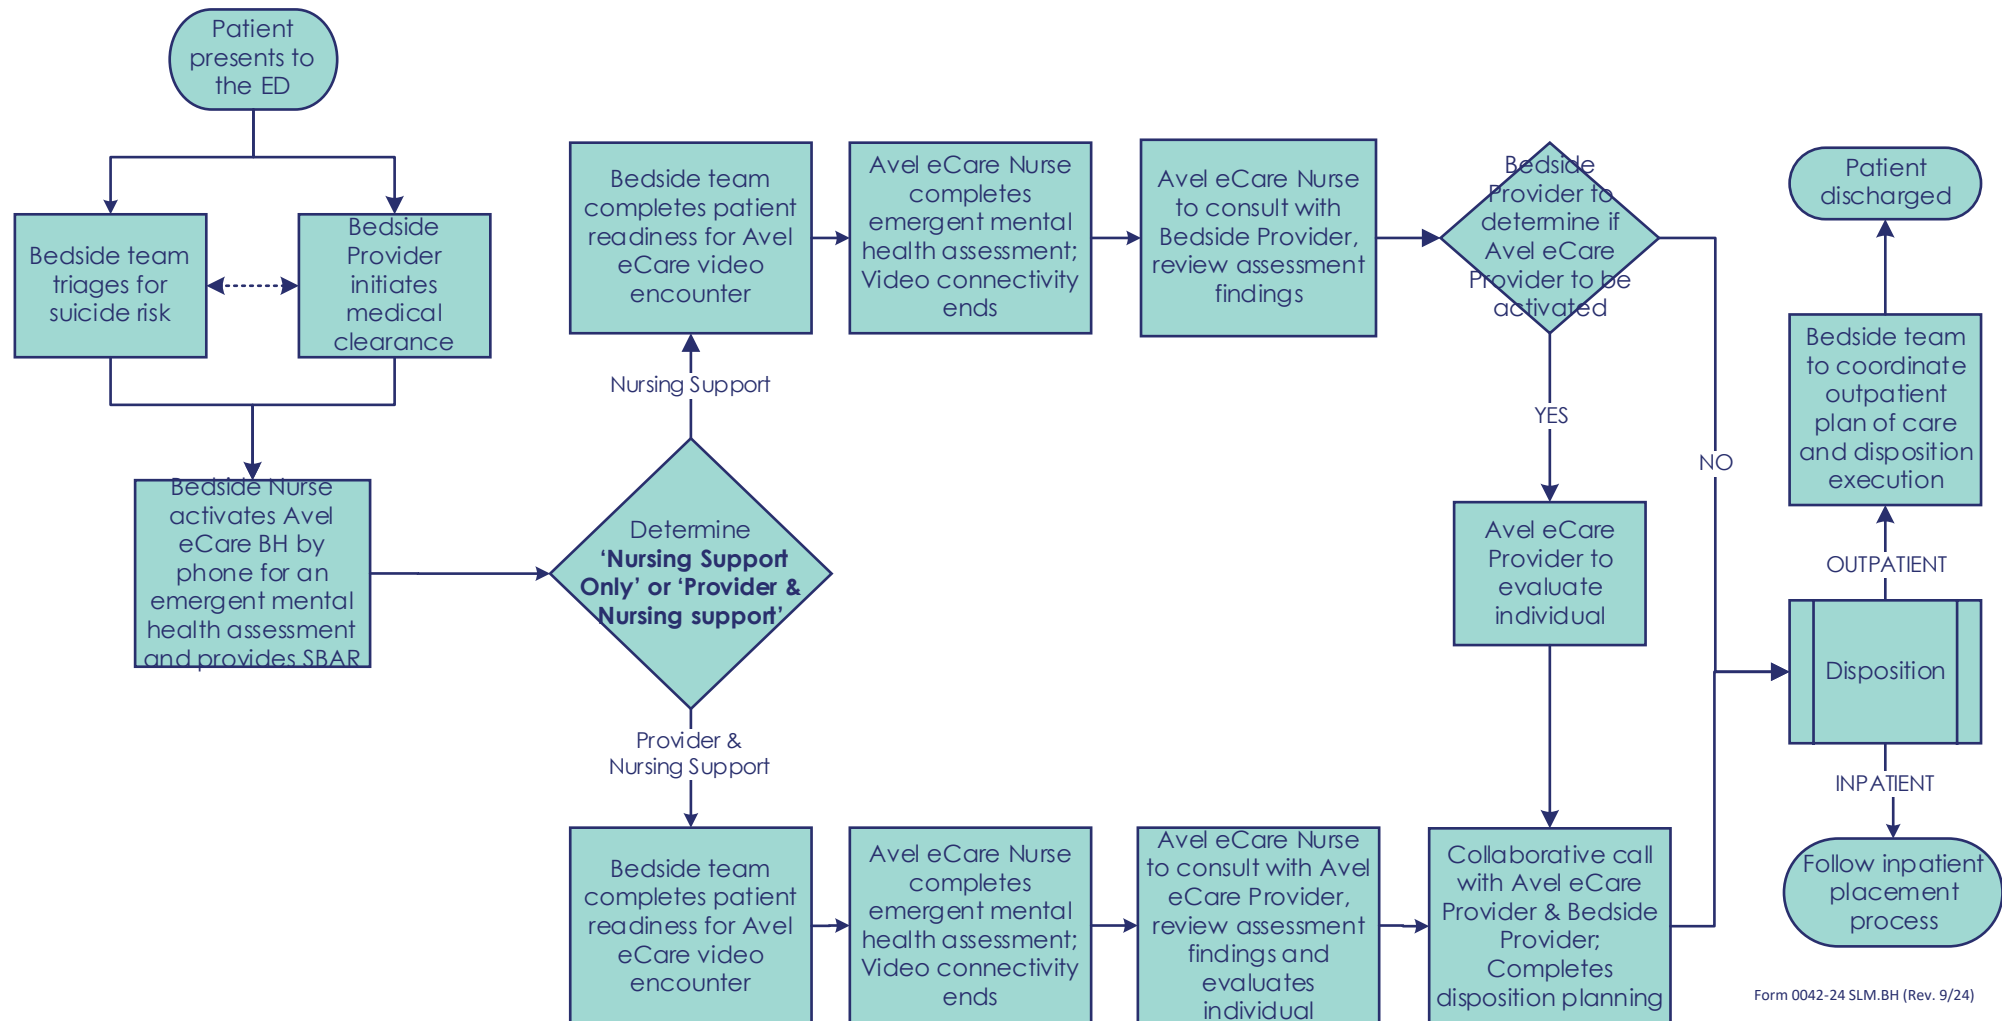 Patient
presents to
the ED
Bedside team
triages for
suicide risk
Bedside
Provider
initiates
medical
clearance
Bedside Nurse
activates Avel
eCare BH by
phone for an
emergent mental
health assessment
and provides SBAR
Determine
‘Nursing Support
Only’ or ‘Provider &
Nursing support’
Nursing Support
Bedside team
completes patient
readiness for Avel
eCare video
encounter
Avel eCare Nurse
completes
emergent mental
health assessment;
Video connectivity
ends
Avel eCare Nurse
to consult with
Bedside Provider,
review assessment
findings
Bedside
Provider to
determine if
Avel eCare
Provider to be
activated
YES
NO
Avel eCare
Provider to
evaluate
individual
Provider &
Nursing Support
Bedside team
completes patient
readiness for Avel
eCare video
encounter
Avel eCare Nurse
completes
emergent mental
health assessment;
Video connectivity
ends
Avel eCare Nurse
to consult with Avel
eCare Provider,
review assessment
findings and
evaluates
individual
Collaborative call
with Avel eCare
Provider & Bedside
Provider;
Completes
disposition planning
Patient
discharged
Bedside team
to coordinate
outpatient
plan of care
and disposition
execution
OUTPATIENT
Disposition
INPATIENT
Follow inpatient
placement
process
Form 0042-24 SLM.BH (Rev. 9/24)